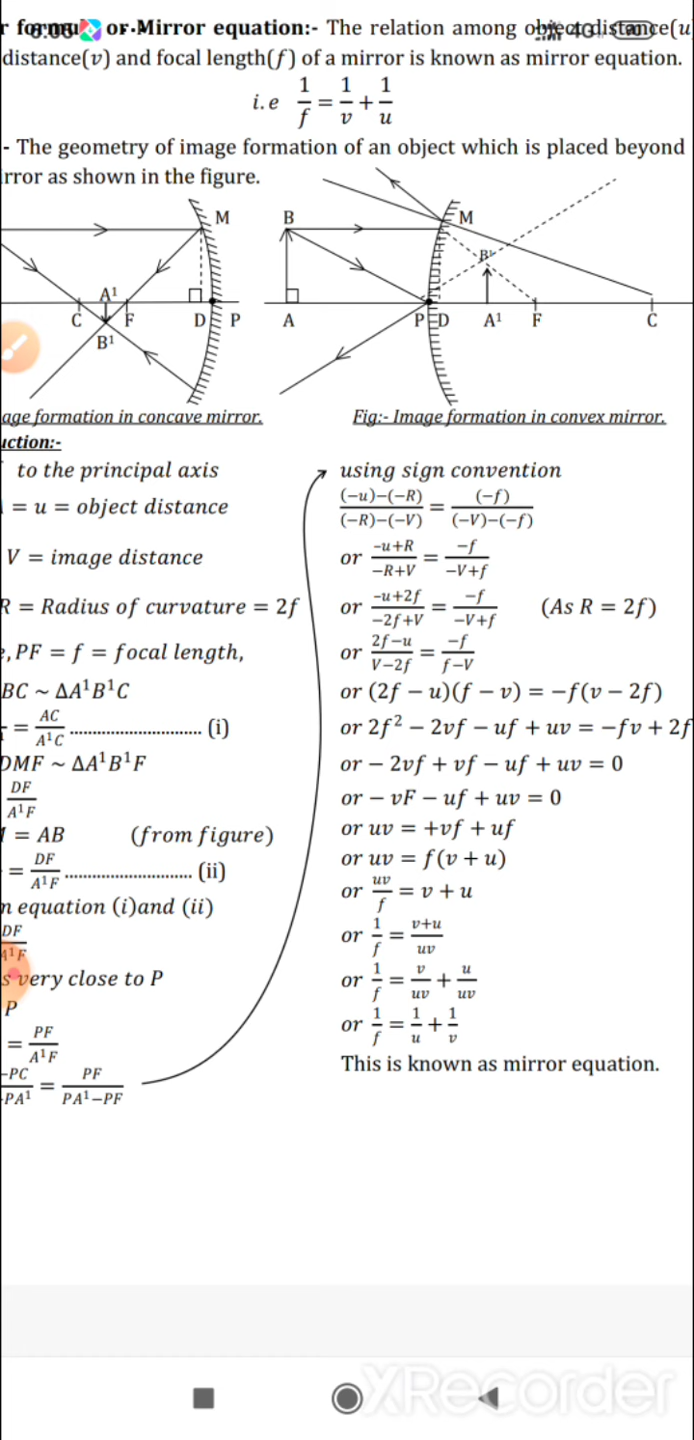 r formu or Mirror equation:- The relation among object distance(u
distance(v) and focal length(f) of a mirror is known as mirror equation.
i.e 1/f = 1/v + 1/u
- The geometry of image formation of an object which is placed beyond
rror as shown in the figure.
M B M
B¹
A¹
C F D P A P D A¹ F C
B¹
age formation in concave mirror. Fig:- Image formation in convex mirror.
uction:-
to the principal axis
= u = object distance
V = image distance
R = Radius of curvature = 2f
, PF = f = focal length,
BC ~ ΔA¹B¹C
= AC/A¹C .............................. (i)
DMF ~ ΔA¹B¹F
DF/A¹F
= AB (from figure)
= DF/A¹F .............................. (ii)
n equation (i)and (ii)
DF/A¹F
s very close to P
P
= PF/A¹F
-PC/-PA¹ = PF/PA¹-PF
using sign convention
(-u)-(-R)/(-R)-(-V) = (-f)/(-V)-(-f)
or -u+R/-R+V = -f/-V+f
or -u+2f/-2f+V = -f/-V+f (As R = 2f)
or 2f-u/V-2f = -f/f-V
or (2f − u)(f − v) = −f(v − 2f)
or 2f² − 2vf − uf + uv = −fv + 2f
or − 2vf + vf − uf + uv = 0
or − vF − uf + uv = 0
or uv = +vf + uf
or uv = f(v + u)
or uv/f = v + u
or 1/f = v+u/uv
or 1/f = v/uv + u/uv
or 1/f = 1/u + 1/v
This is known as mirror equation.
XRecorder